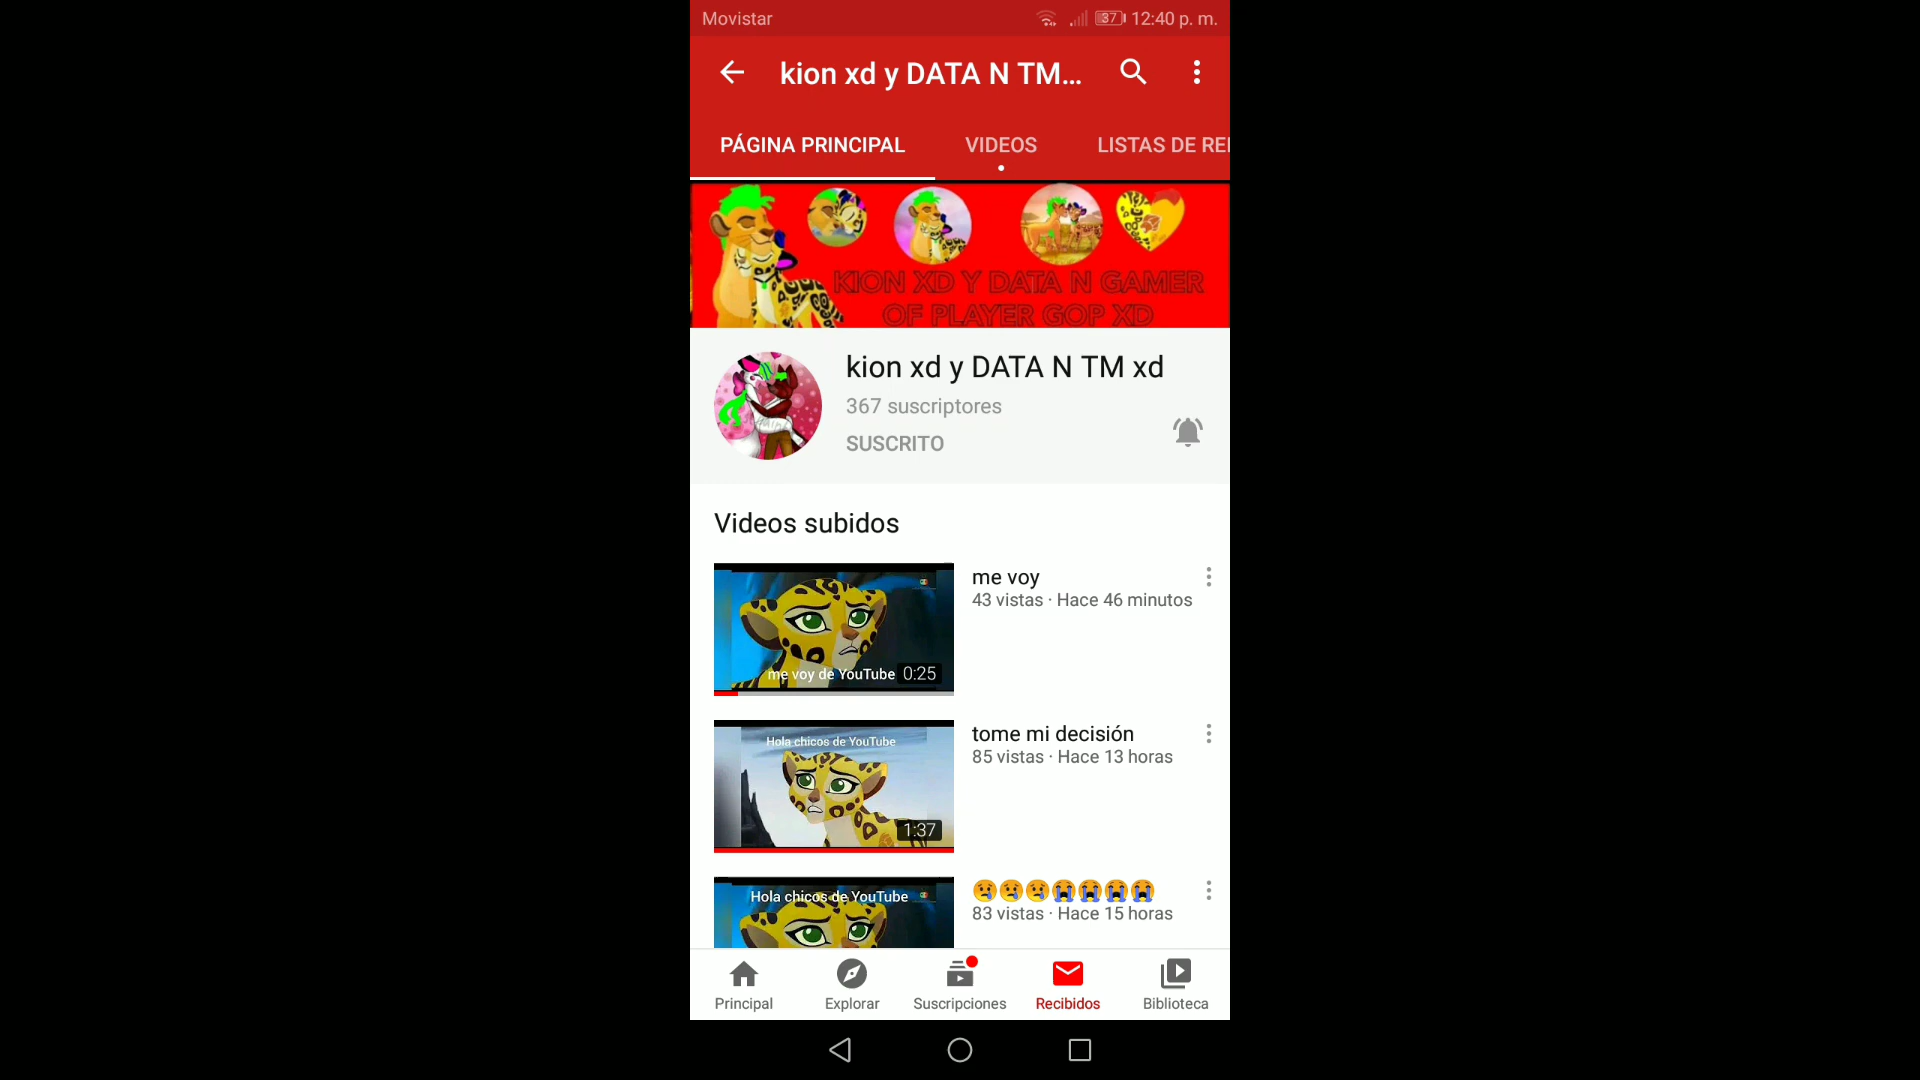 Movistar
37 12:40 p. m.
kion xd y DATA N TM...
PÁGINA PRINCIPAL
VIDEOS
LISTAS DE REI
KION XD Y DATA N GAMER
OF PLAYER GOP XD
kion xd y DATA N TM xd
367 suscriptores
SUSCRITO
Videos subidos
me voy de YouTube
0:25
me voy
43 vistas · Hace 46 minutos
Hola chicos de YouTube
1:37
tome mi decisión
85 vistas · Hace 13 horas
Hola chicos de YouTube
😢😢😢😭😭😭😭
83 vistas · Hace 15 horas
Principal
Explorar
Suscripciones
Recibidos
Biblioteca